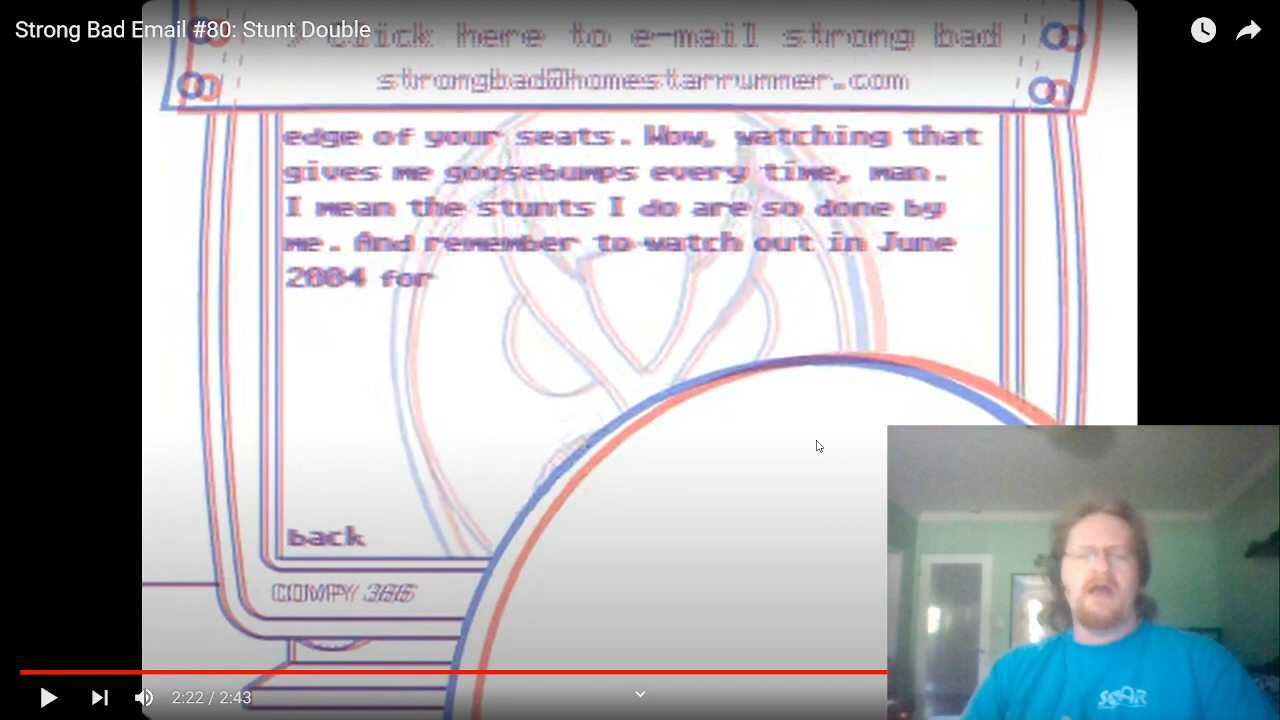 Strong Bad Email #80: Stunt Double
> click here to e-mail strong bad
strongbad@homestarrunner.com
edge of your seats. Wow, watching that
gives me goosebumps every time, man.
I mean the stunts I do are so done by
me. And remember to watch out in June
2004 for
back
COMPY 386
2:22 / 2:43